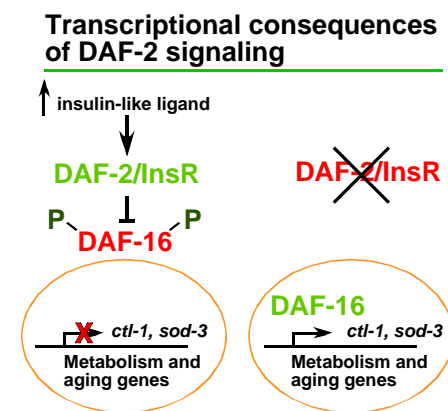 Transcriptional consequences
of DAF-2 signaling
insulin-like ligand
DAF-2/InsR
P P
DAF-16
ctl-1, sod-3
Metabolism and
aging genes
DAF-2/InsR
DAF-16
ctl-1, sod-3
Metabolism and
aging genes